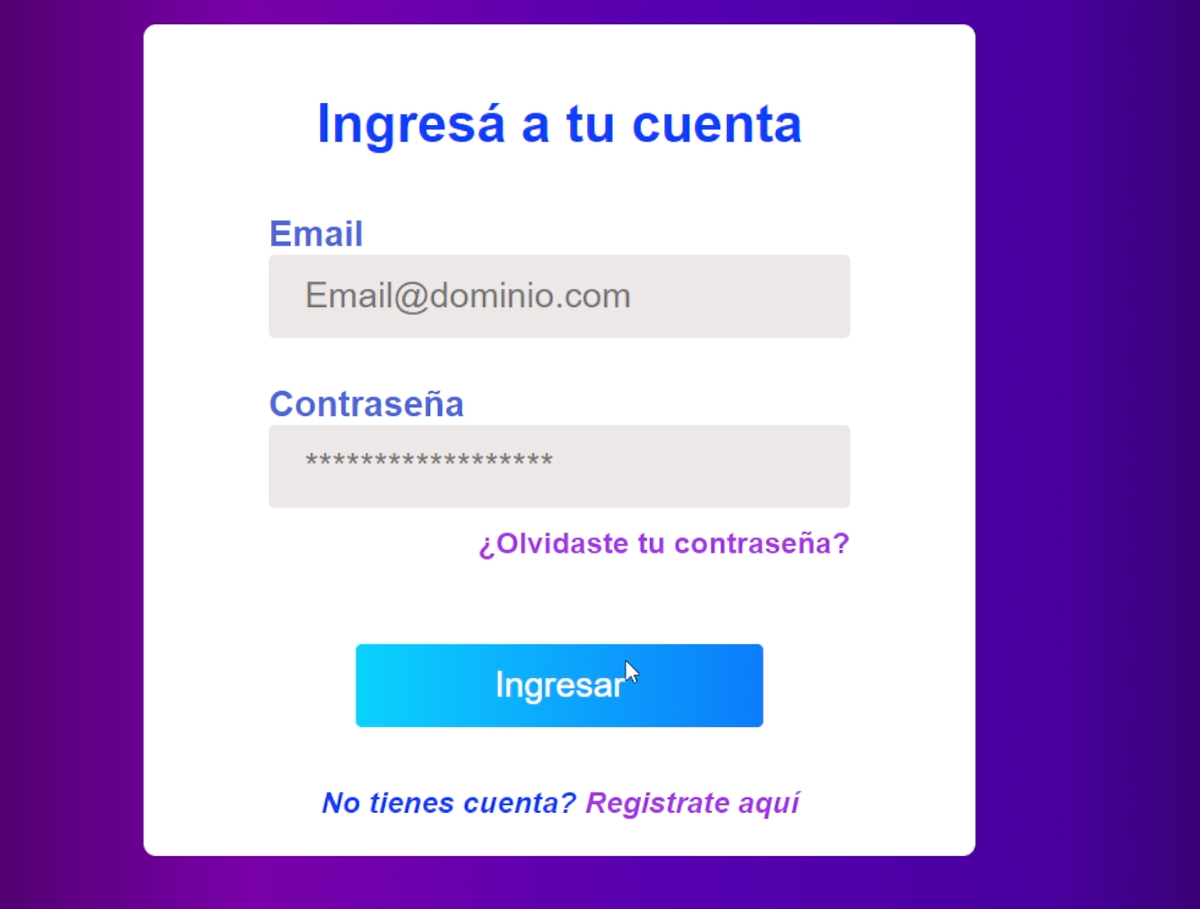 Ingresá a tu cuenta
Email
Email@dominio.com
Contraseña
******************
¿Olvidaste tu contraseña?
Ingresar
No tienes cuenta? Registrate aquí